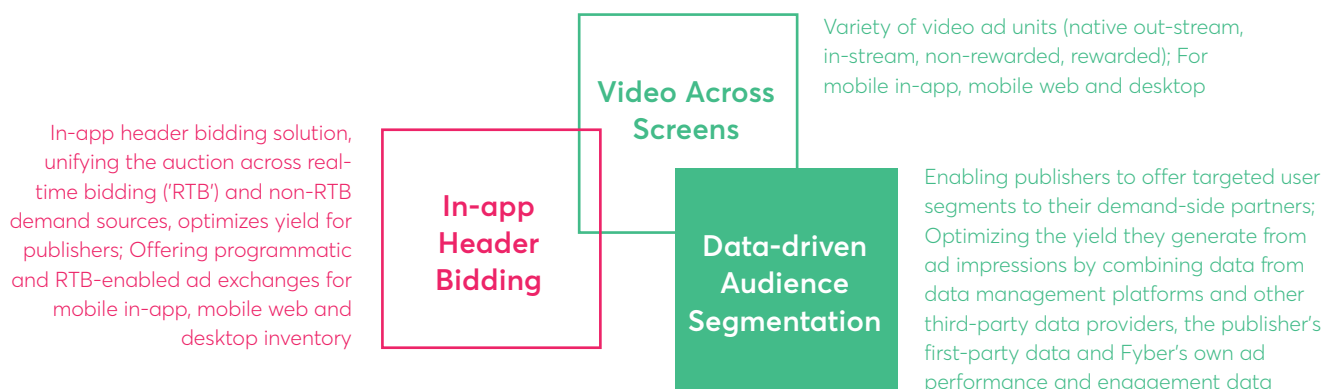 Variety of video ad units (native out-stream,
in-stream, non-rewarded, rewarded); For
mobile in-app, mobile web and desktop
Video Across
Screens
In-app header bidding solution,
unifying the auction across real-
time bidding (‘RTB’) and non-RTB
demand sources, optimizes yield for
publishers; Offering programmatic
and RTB-enabled ad exchanges for
mobile in-app, mobile web and
desktop inventory
In-app
Header
Bidding
Data-driven
Audience
Segmentation
Enabling publishers to offer targeted user
segments to their demand-side partners;
Optimizing the yield they generate from
ad impressions by combining data from
data management platforms and other
third-party data providers, the publisher’s
first-party data and Fyber’s own ad
performance and engagement data